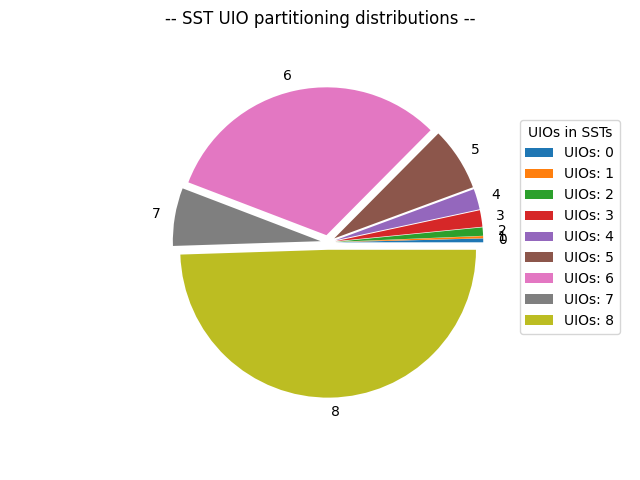 -- SST UIO partitioning distributions --
6
5
4
3
2
1
0
7
8
UIOs in SSTs
UIOs: 0
UIOs: 1
UIOs: 2
UIOs: 3
UIOs: 4
UIOs: 5
UIOs: 6
UIOs: 7
UIOs: 8